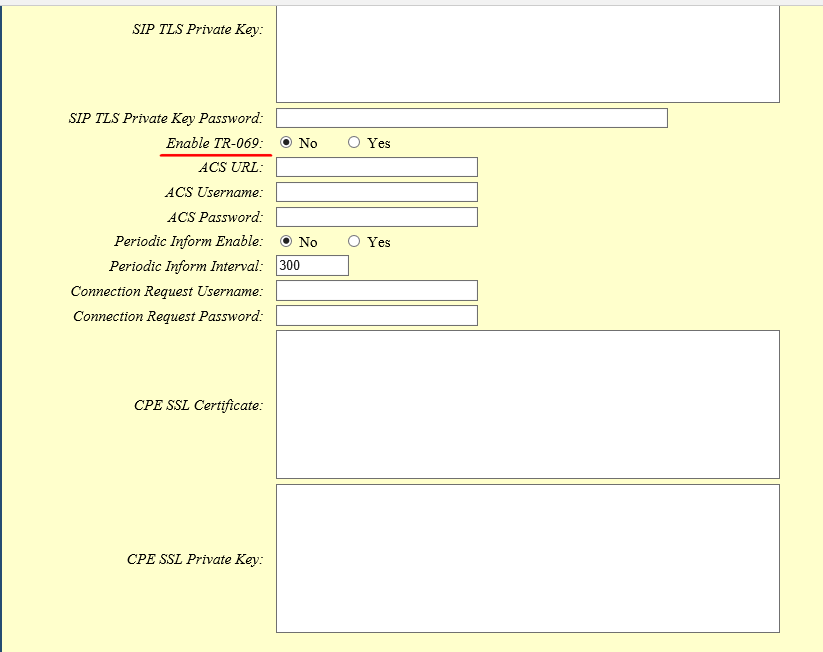 SIP TLS Private Key:
SIP TLS Private Key Password:
Enable TR-069: No Yes
ACS URL:
ACS Username:
ACS Password:
Periodic Inform Enable: No Yes
Periodic Inform Interval: 300
Connection Request Username:
Connection Request Password:
CPE SSL Certificate:
CPE SSL Private Key: